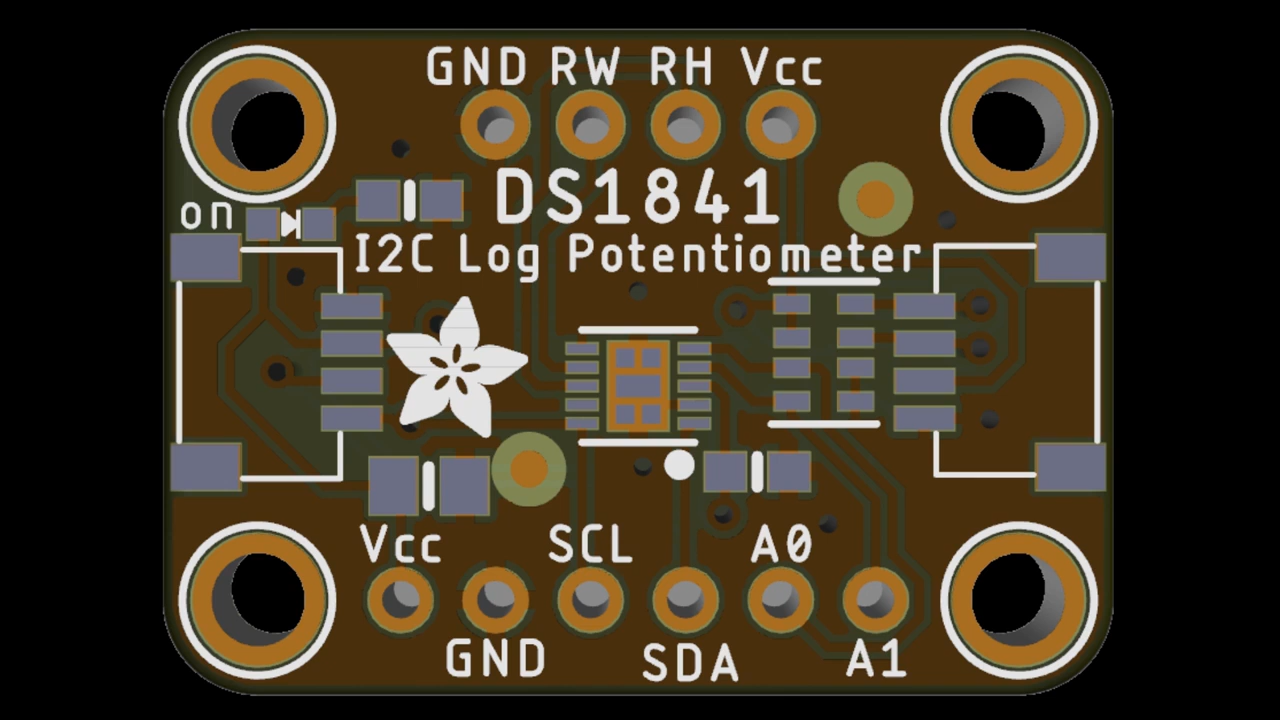 GND RW RH Vcc
DS1841
on
I2C Log Potentiometer
Vcc SCL A0
GND SDA A1